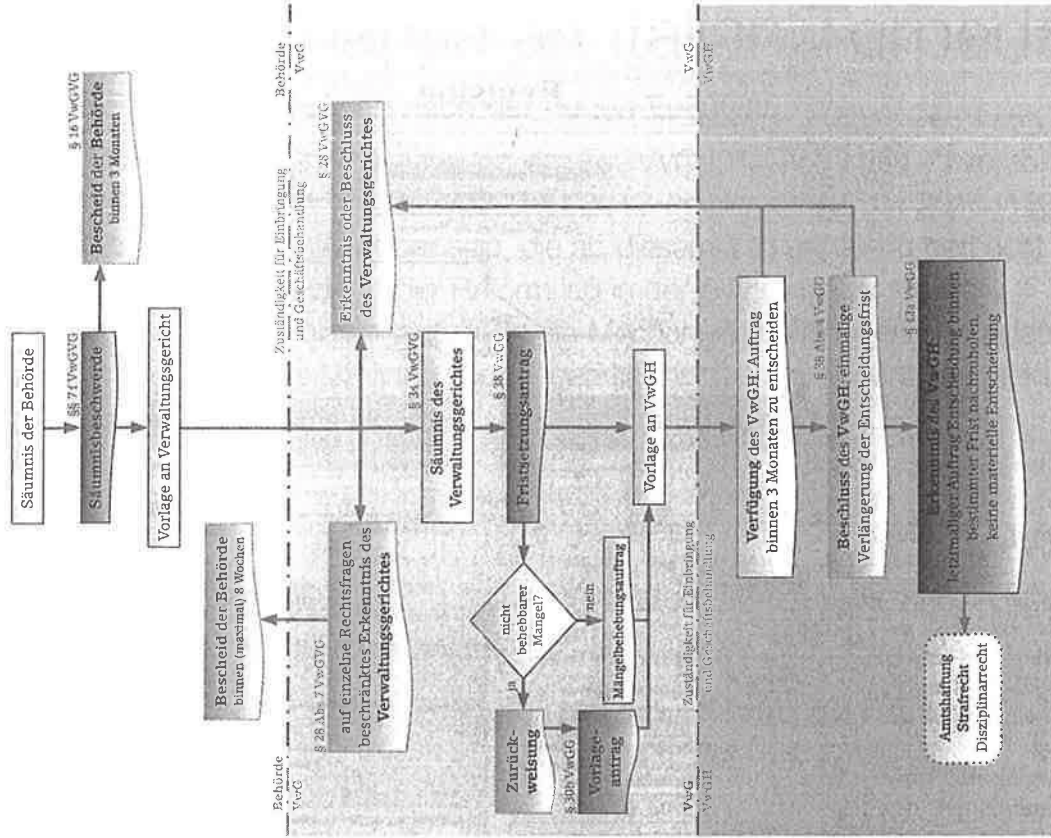 Säumnis der Behörde
§§ 7 f VwGVG
Säumnisbeschwerde
§ 16 VwGVG
Bescheid der Behörde
binnen 3 Monaten
Vorlage an Verwaltungsgericht
Bescheid der Behörde
binnen (maximal) 8 Wochen
Behörde
VwG
Zuständigkeit für Einbringung
und Geschäftsbehandlung
Behörde
VwG
§ 28 Abs 7 VwGVG
auf einzelne Rechtsfragen
beschränktes Erkenntnis des
Verwaltungsgerichtes
§ 28 VwGVG
Erkenntnis oder Beschluss
des Verwaltungsgerichtes
§ 34 VwGVG
Säumnis des
Verwaltungsgerichtes
§ 38 VwGG
Fristsetzungsantrag
nicht
behebbarer
Mangel?
ja
nein
Zurück-
weisung
§ 30b VwGG
Vorlage-
antrag
Mängelbehebungsauftrag
Vorlage an VwGH
VwG
VwGH
Zuständigkeit für Einbringung
und Geschäftsbehandlung
VwG
VwGH
Verfügung des VwGH: Auftrag
binnen 3 Monaten zu entscheiden
§ 38 Abs 4 VwGG
Beschluss des VwGH: einmalige
Verlängerung der Entscheidungsfrist
§ 42a VwGG
Erkenntnis des VwGH
letztmaliger Auftrag Entscheidung binnen
bestimmter Frist nachzuholen,
keine materielle Entscheidung
Amtshaftung
Strafrecht
Disziplinarrecht